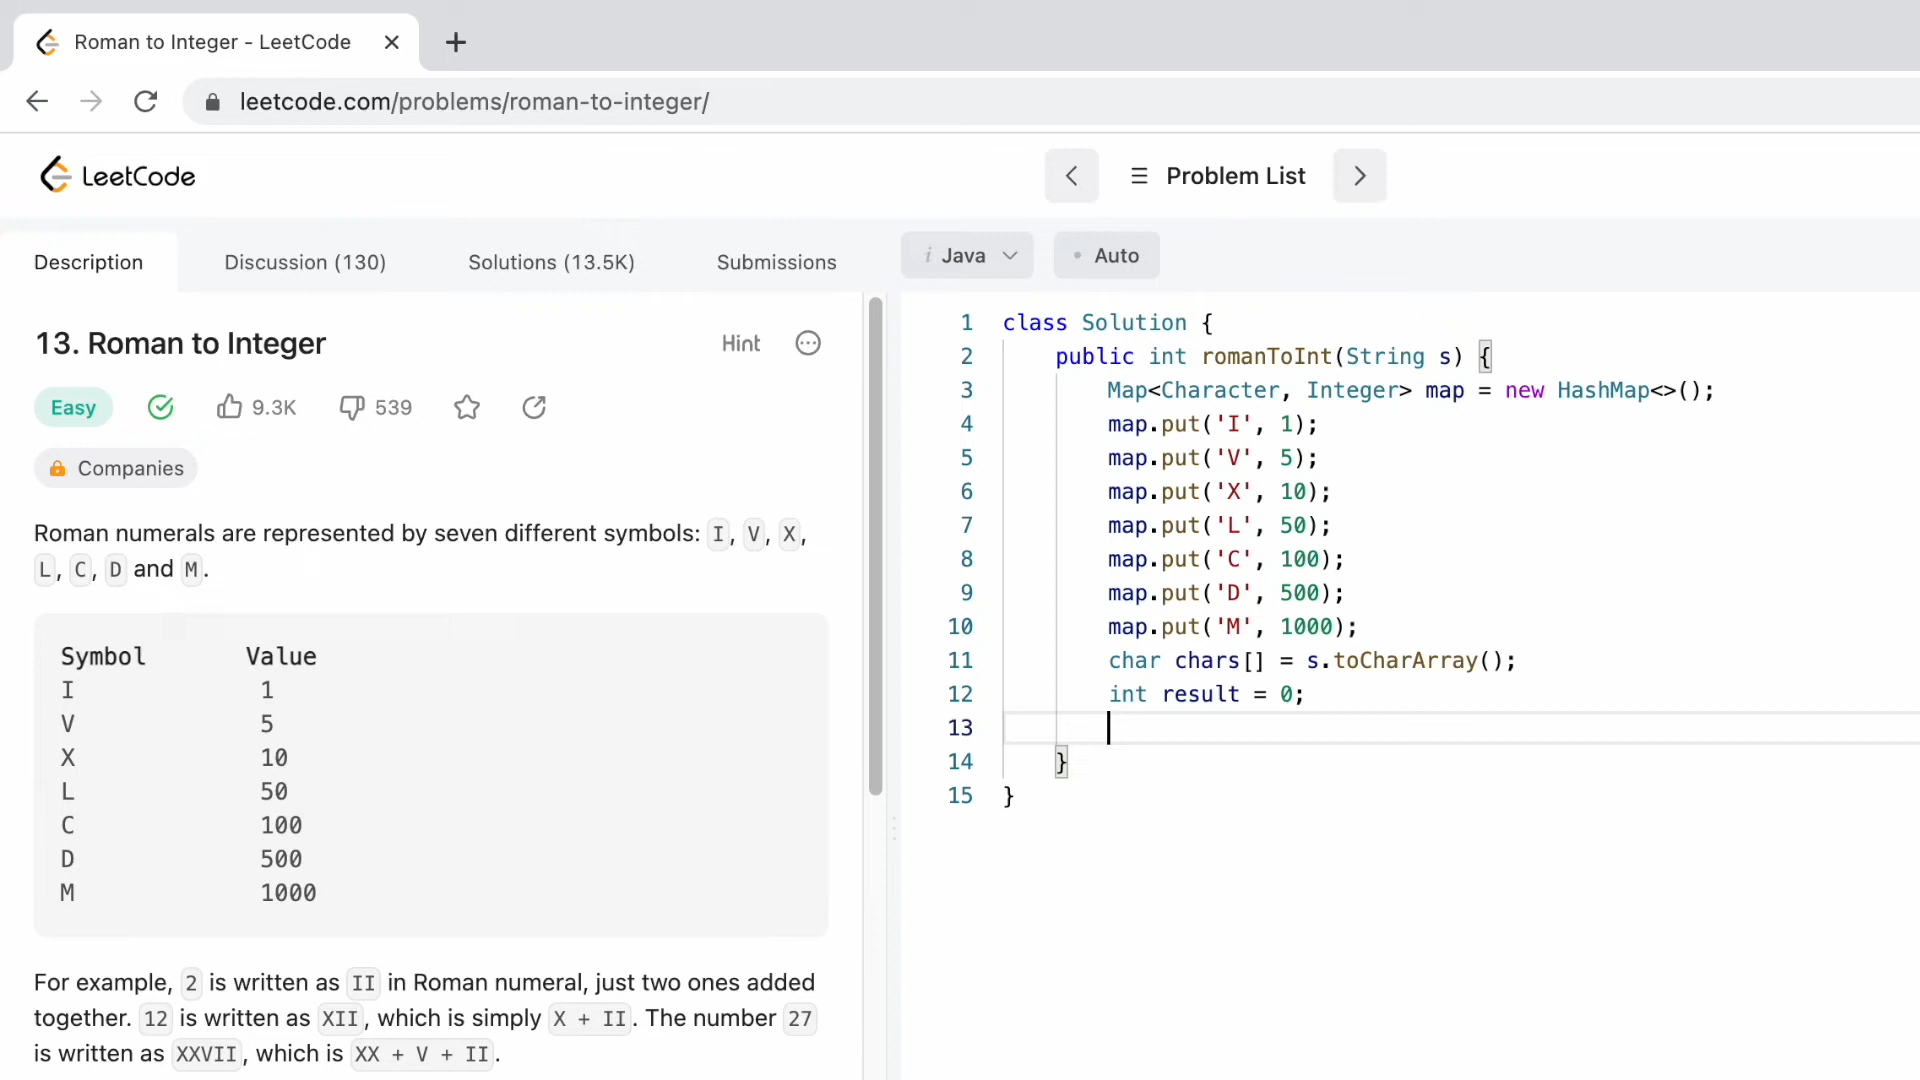 Roman to Integer - LeetCode
leetcode.com/problems/roman-to-integer/
LeetCode
Problem List
Description Discussion (130) Solutions (13.5K) Submissions
13. Roman to Integer Hint
Easy 9.3K 539
Companies
Roman numerals are represented by seven different symbols: I, V, X,
L, C, D and M.
Symbol Value
I 1
V 5
X 10
L 50
C 100
D 500
M 1000
For example, 2 is written as II in Roman numeral, just two ones added
together. 12 is written as XII, which is simply X + II. The number 27
is written as XXVII, which is XX + V + II.
i Java Auto
1 class Solution {
2 public int romanToInt(String s) {
3 Map<Character, Integer> map = new HashMap<>();
4 map.put('I', 1);
5 map.put('V', 5);
6 map.put('X', 10);
7 map.put('L', 50);
8 map.put('C', 100);
9 map.put('D', 500);
10 map.put('M', 1000);
11 char chars[] = s.toCharArray();
12 int result = 0;
13
14 }
15 }